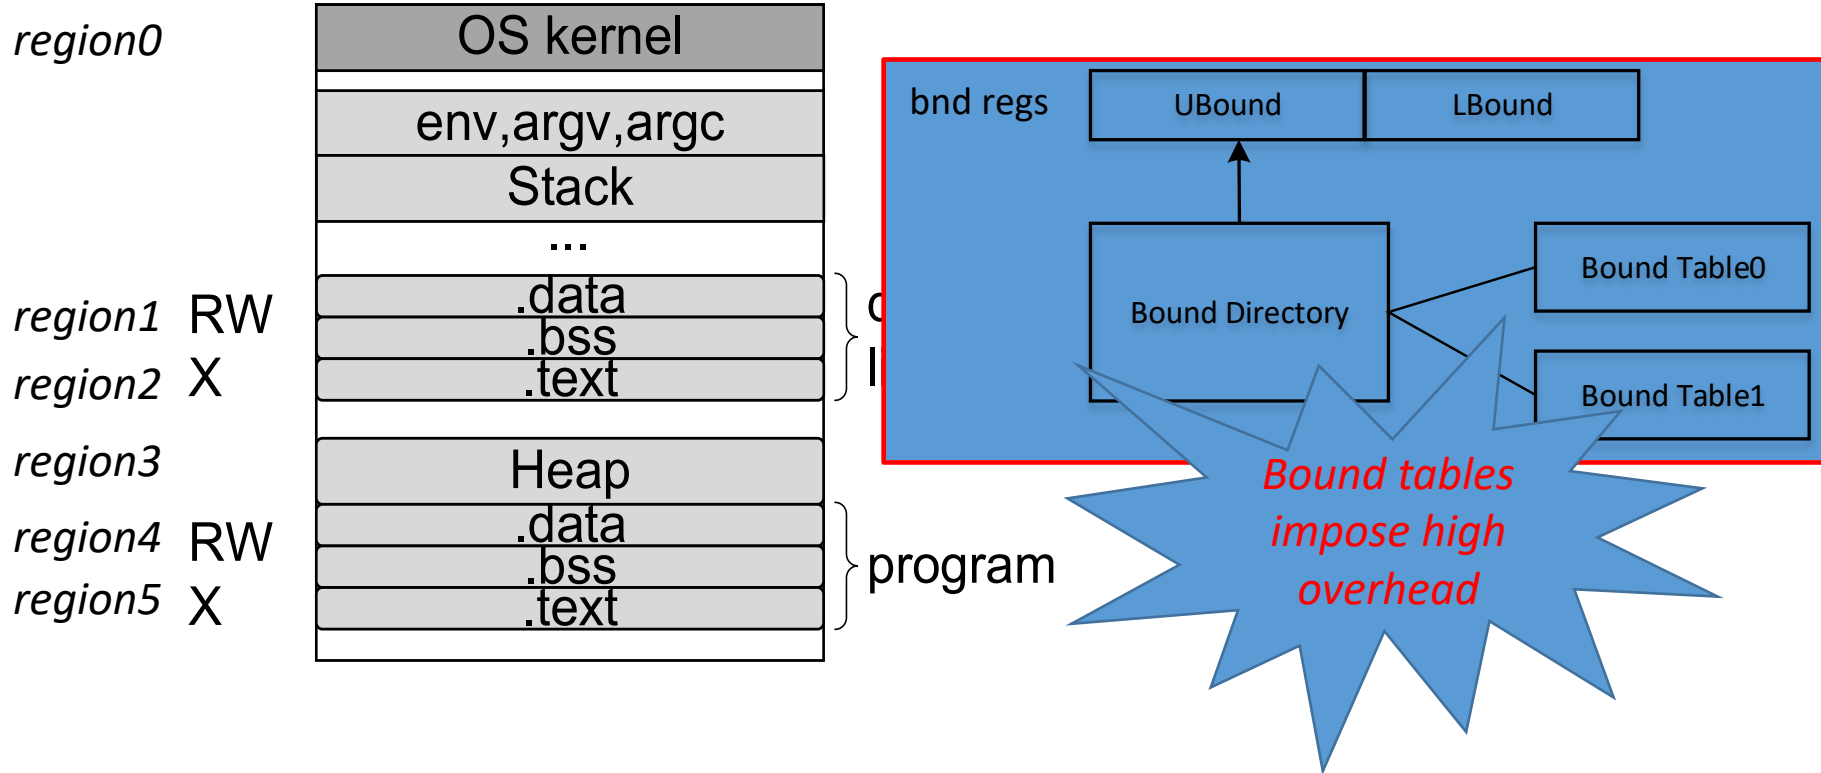 region0
OS kernel
env,argv,argc
Stack
...
region1 RW
.data
.bss
region2 X
.text
region3
Heap
region4 RW
.data
.bss
region5 X
.text
program
bnd regs
UBound
LBound
Bound Directory
Bound Table0
Bound Table1
Bound tables
impose high
overhead